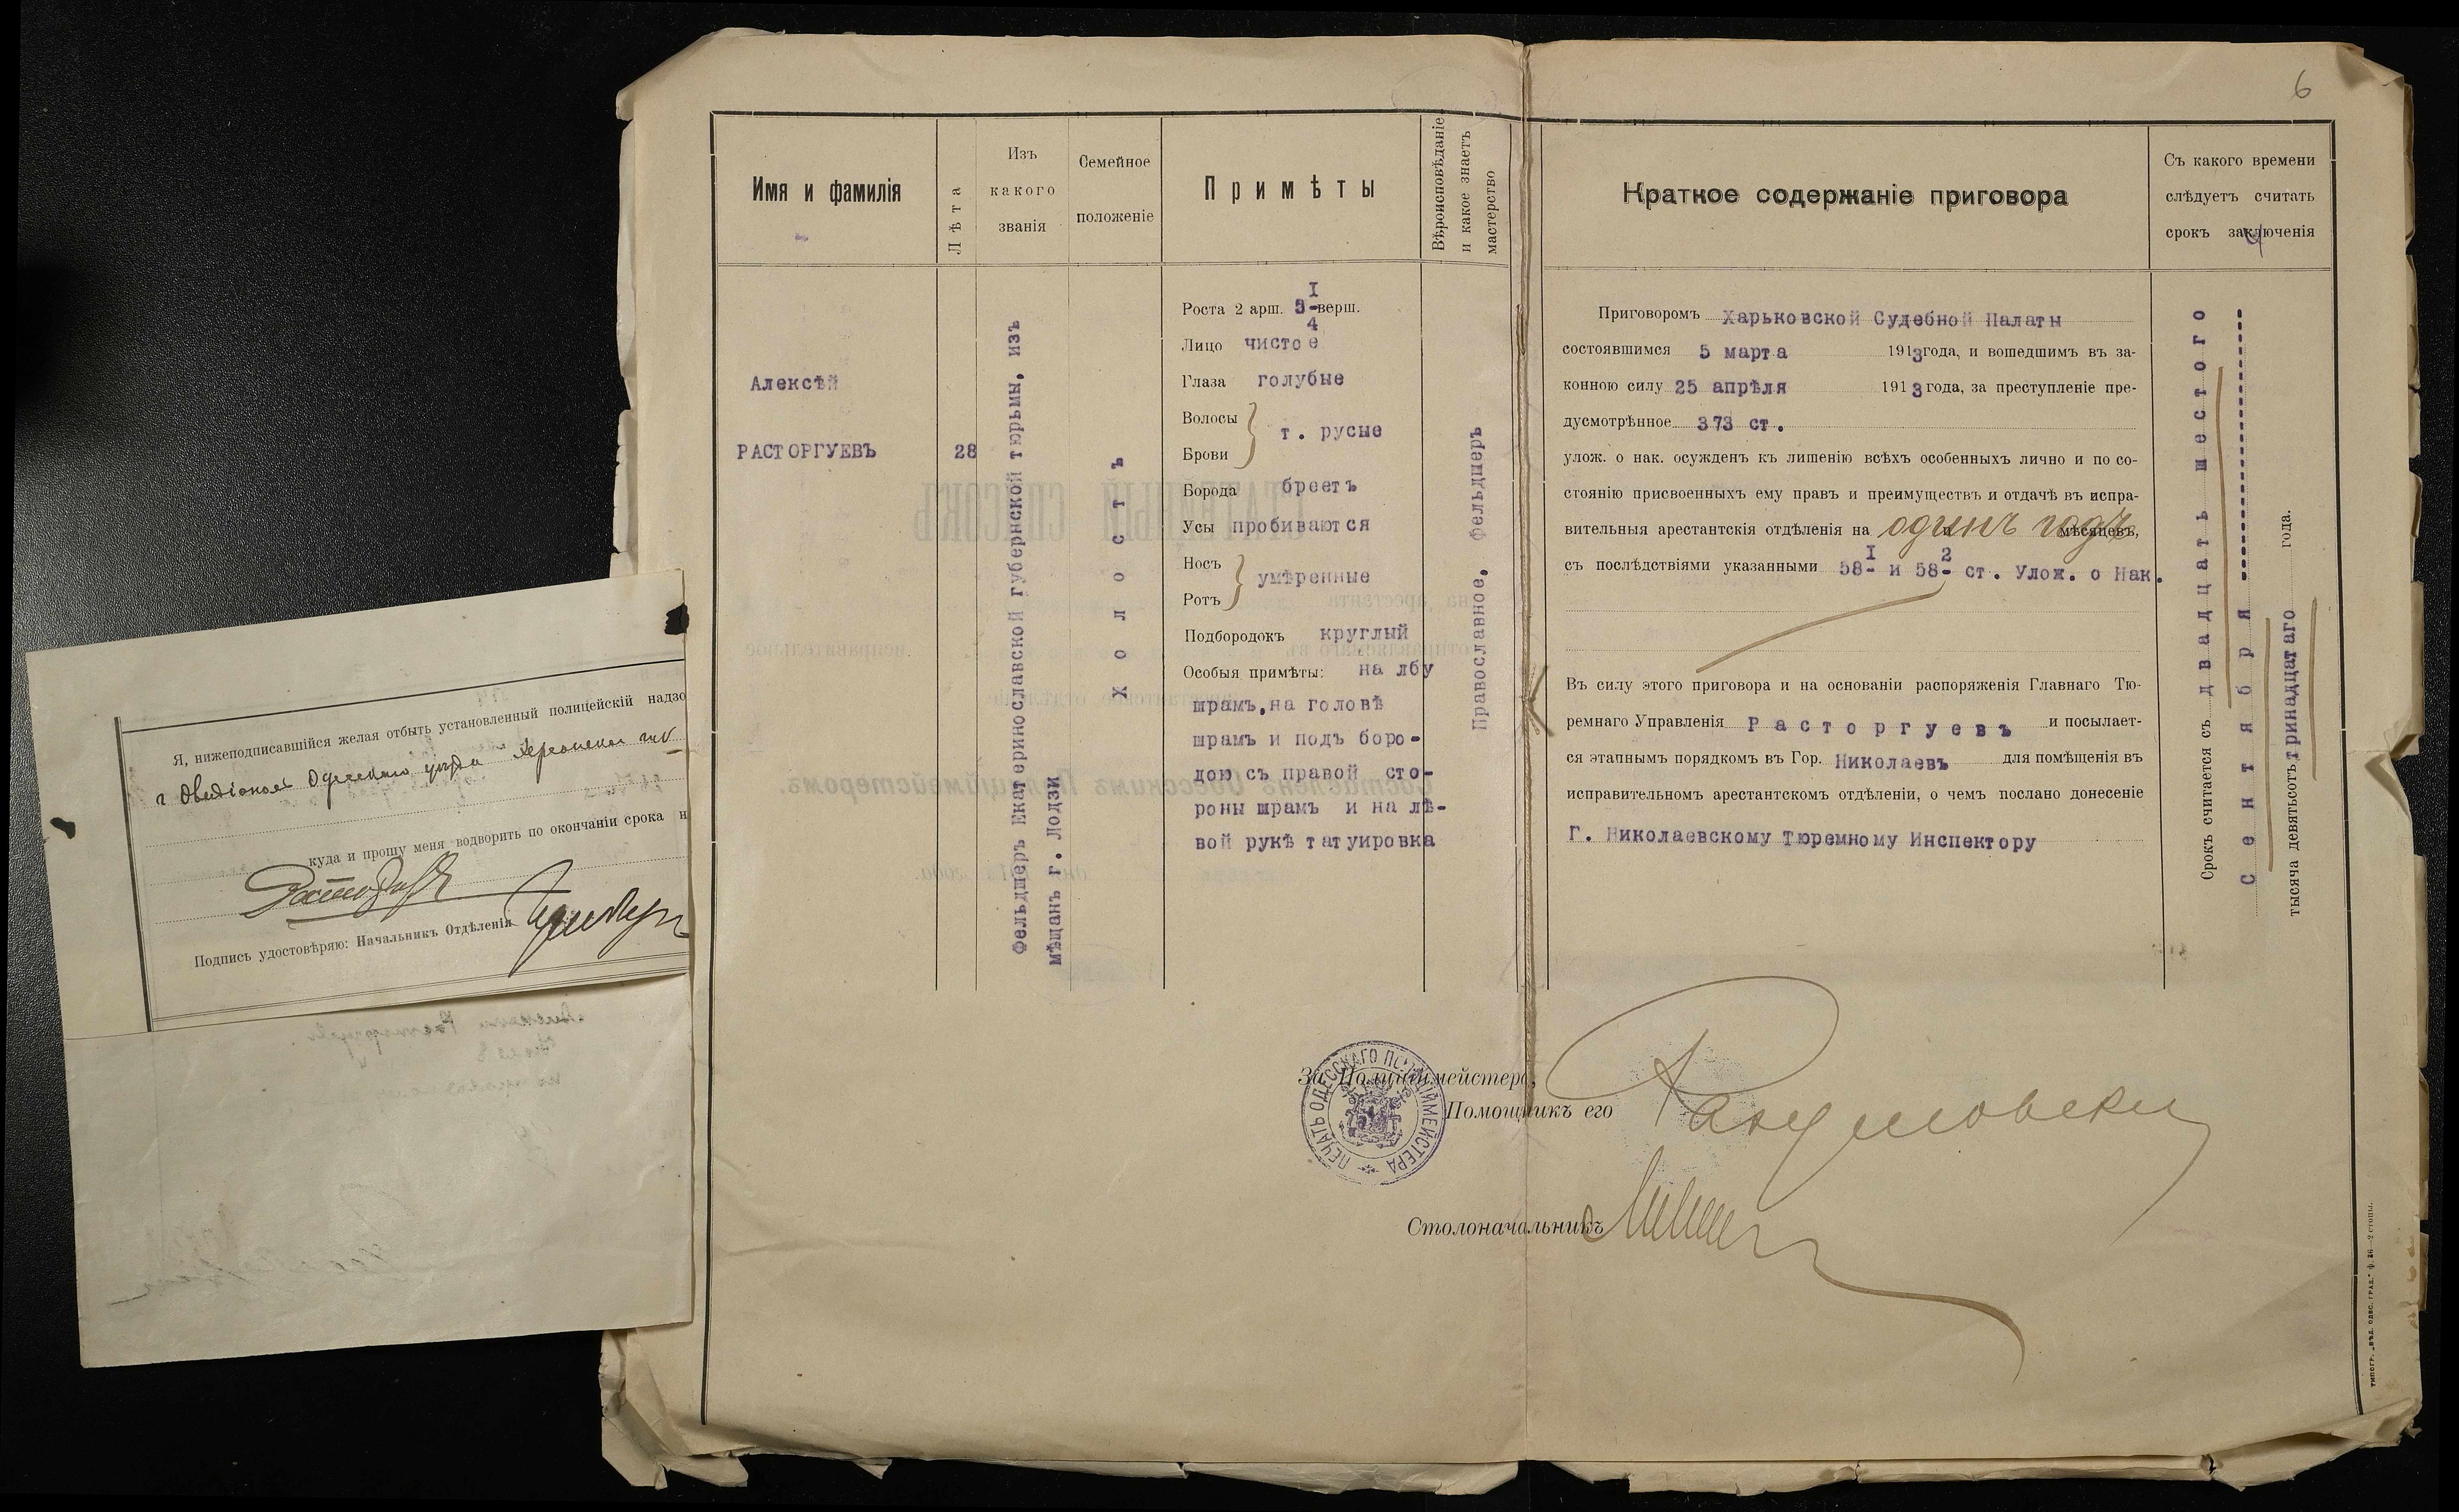 6
Имя и фамилія
Лѣта
Изъ
какого
званія
Семейное
положеніе
Примѣты
Вѣроисповѣданіе
и какое знаетъ
мастерство
Краткое содержаніе приговора
Съ какого времени
слѣдуетъ считать
срокъ заключенія
Алексѣй
РАСТОРГУЕВЪ
28
Фельдшеръ Екатеринославской губернской тюрьмы, изъ
мѣщанъ г. Лодзи
Холостъ
Роста 2 арш. 3 I/4 верш.
Лицо чистое
Глаза голубые
Волосы
т. русые
Брови
Борода бреетъ
Усы пробиваются
Носъ
умѣренные
Ротъ
Подбородокъ круглый
Особыя примѣты: на лбу
шрамъ, на головѣ
шрамъ и подъ боро-
дою съ правой сто-
роны шрамъ и на лѣ-
вой рукѣ татуировка
Православное, Фельдшеръ
Приговоромъ Харьковской Судебной Палаты
состоявшимся 5 марта 1913 года, и вошедшимъ въ за-
конную силу 25 апрѣля 1913 года, за преступленіе пре-
дусмотрѣнное 373 ст.
улож. о нак. осужденъ къ лишенію всѣхъ особенныхъ лично и по со-
стоянію присвоенныхъ ему правъ и преимуществъ и отдачѣ въ испра-
вительныя арестантскія отдѣленія на одинъ годъ мѣсяцевъ,
съ послѣдствіями указанными 58-I и 58-2 ст. Улож. о Нак.
Въ силу этого приговора и на основаніи распоряженія Главнаго Тю-
ремнаго Управленія Расторгуевъ и посылает-
ся этапнымъ порядкомъ въ Гор. Николаевъ для помѣщенія въ
исправительномъ арестантскомъ отдѣленіи, о чемъ послано донесеніе
Г. Николаевскому Тюремному Инспектору
Срокъ считается съ двадцать шестого
Сентября
тысяча девятьсотъ тринадцатаго года.
За Полиціймейстера,
Помощникъ его
ПЕЧАТЬ ОДЕССКАГО ПОЛИЦІЙМЕЙСТЕРА
Столоначальникъ
Я, нижеподписавшійся желая отбыть установленный полицейскій надзо
г Овидіополь Одесскаго уѣзда Херсонской губ
куда и прошу меня водворить по окончаніи срока н
Подпись удостовѣряю: Начальникъ Отдѣленія